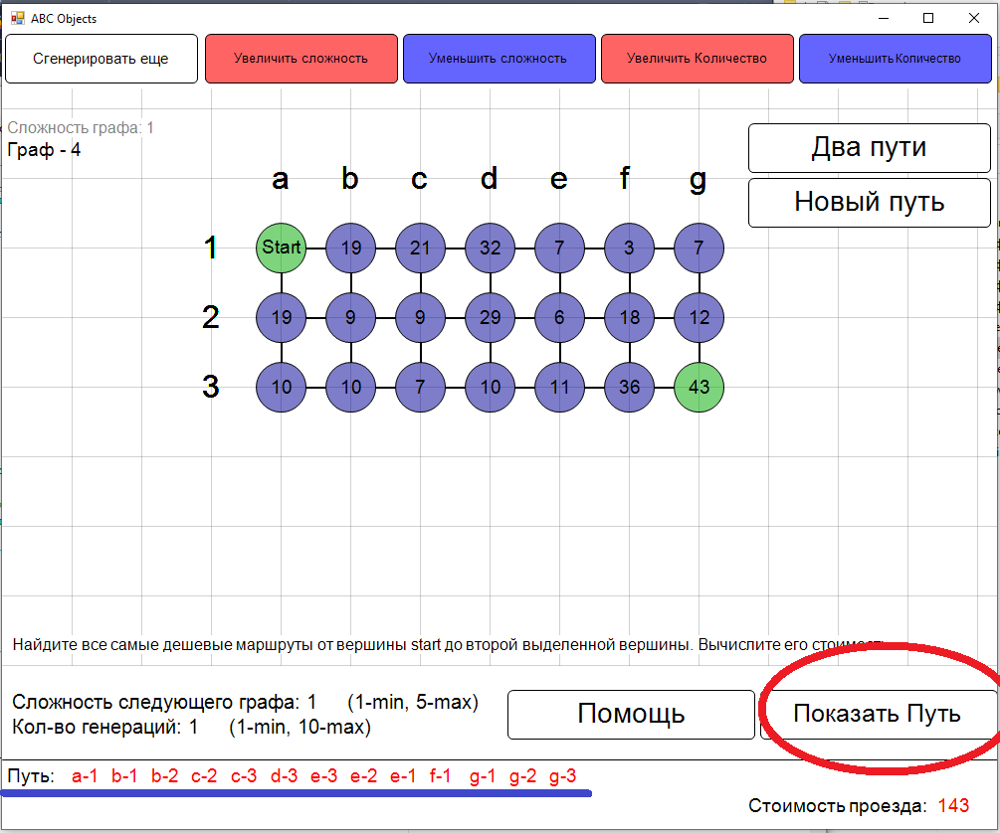 ABC Objects
Сгенерировать еще Увеличить сложность Уменьшить сложность Увеличить Количество Уменьшить Количество
Сложность графа: 1
Граф - 4
Два пути
Новый путь
a b c d e f g
1 Start 19 21 32 7 3 7
2 19 9 9 29 6 18 12
3 10 10 7 10 11 36 43
Найдите все самые дешевые маршруты от вершины start до второй выделенной вершины. Вычислите его стоимость
Сложность следующего графа: 1 (1-min, 5-max)
Кол-во генераций: 1 (1-min, 10-max)
Помощь
Показать Путь
Путь: a-1 b-1 b-2 c-2 c-3 d-3 e-3 e-2 e-1 f-1 g-1 g-2 g-3
Стоимость проезда: 143